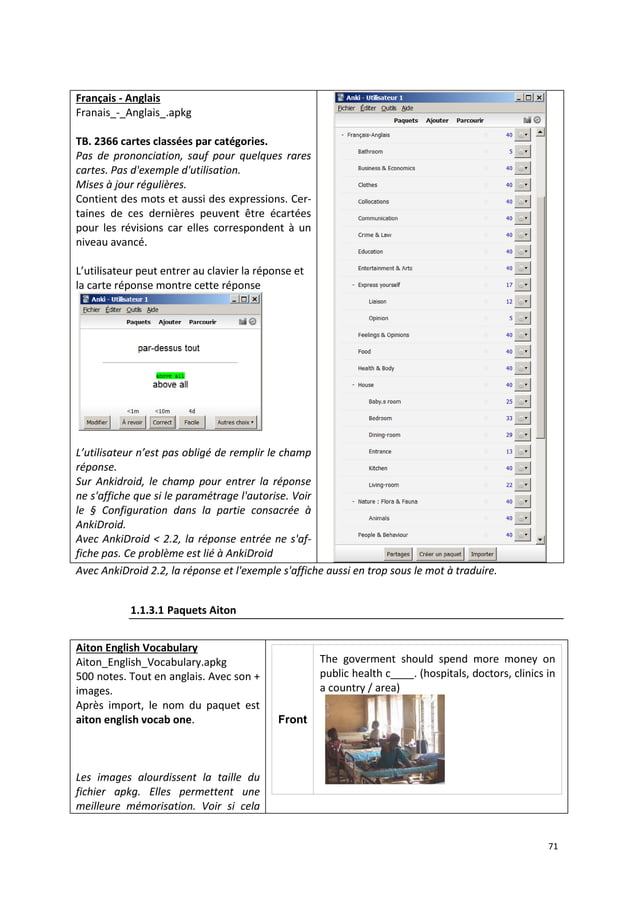 Français - Anglais
Franais_-_Anglais_.apkg
TB. 2366 cartes classées par catégories.
Pas de prononciation, sauf pour quelques rares
cartes. Pas d'exemple d'utilisation.
Mises à jour régulières.
Contient des mots et aussi des expressions. Cer-
taines de ces dernières peuvent être écartées
pour les révisions car elles correspondent à un
niveau avancé.
L'utilisateur peut entrer au clavier la réponse et
la carte réponse montre cette réponse
Anki - Utilisateur 1
Fichier Éditer Outils Aide
Paquets Ajouter Parcourir
par-dessus tout
above all
above all
<1m <10m 4d
Modifier À revoir Correct Facile Autres choix
L'utilisateur n'est pas obligé de remplir le champ
réponse.
Sur Ankidroid, le champ pour entrer la réponse
ne s'affiche que si le paramétrage l'autorise. Voir
le § Configuration dans la partie consacrée à
AnkiDroid.
Avec AnkiDroid < 2.2, la réponse entrée ne s'af-
fiche pas. Ce problème est lié à AnkiDroid
Anki - Utilisateur 1
Fichier Éditer Outils Aide
Paquets Ajouter Parcourir
- Français-Anglais 40
Bathroom 5
Business & Economics 40
Clothes 40
Collocations 40
Communication 40
Crime & Law 40
Education 40
Entertainment & Arts 40
- Express yourself 17
Liaison 12
Opinion 5
Feelings & Opinions 40
Food 40
Health & Body 40
- House 40
Baby.s room 25
Bedroom 33
Dining-room 29
Entrance 13
Kitchen 40
Living-room 22
- Nature : Flora & Fauna 40
Animals 40
People & Behaviour 40
Partages Créer un paquet Importer
Avec AnkiDroid 2.2, la réponse et l'exemple s'affiche aussi en trop sous le mot à traduire.
1.1.3.1 Paquets Aiton
Aiton English Vocabulary
Aiton_English_Vocabulary.apkg
500 notes. Tout en anglais. Avec son +
images.
Après import, le nom du paquet est
aiton english vocab one.
Les images alourdissent la taille du
fichier apkg. Elles permettent une
meilleure mémorisation. Voir si cela
Front
The goverment should spend more money on
public health c____. (hospitals, doctors, clinics in
a country / area)
71